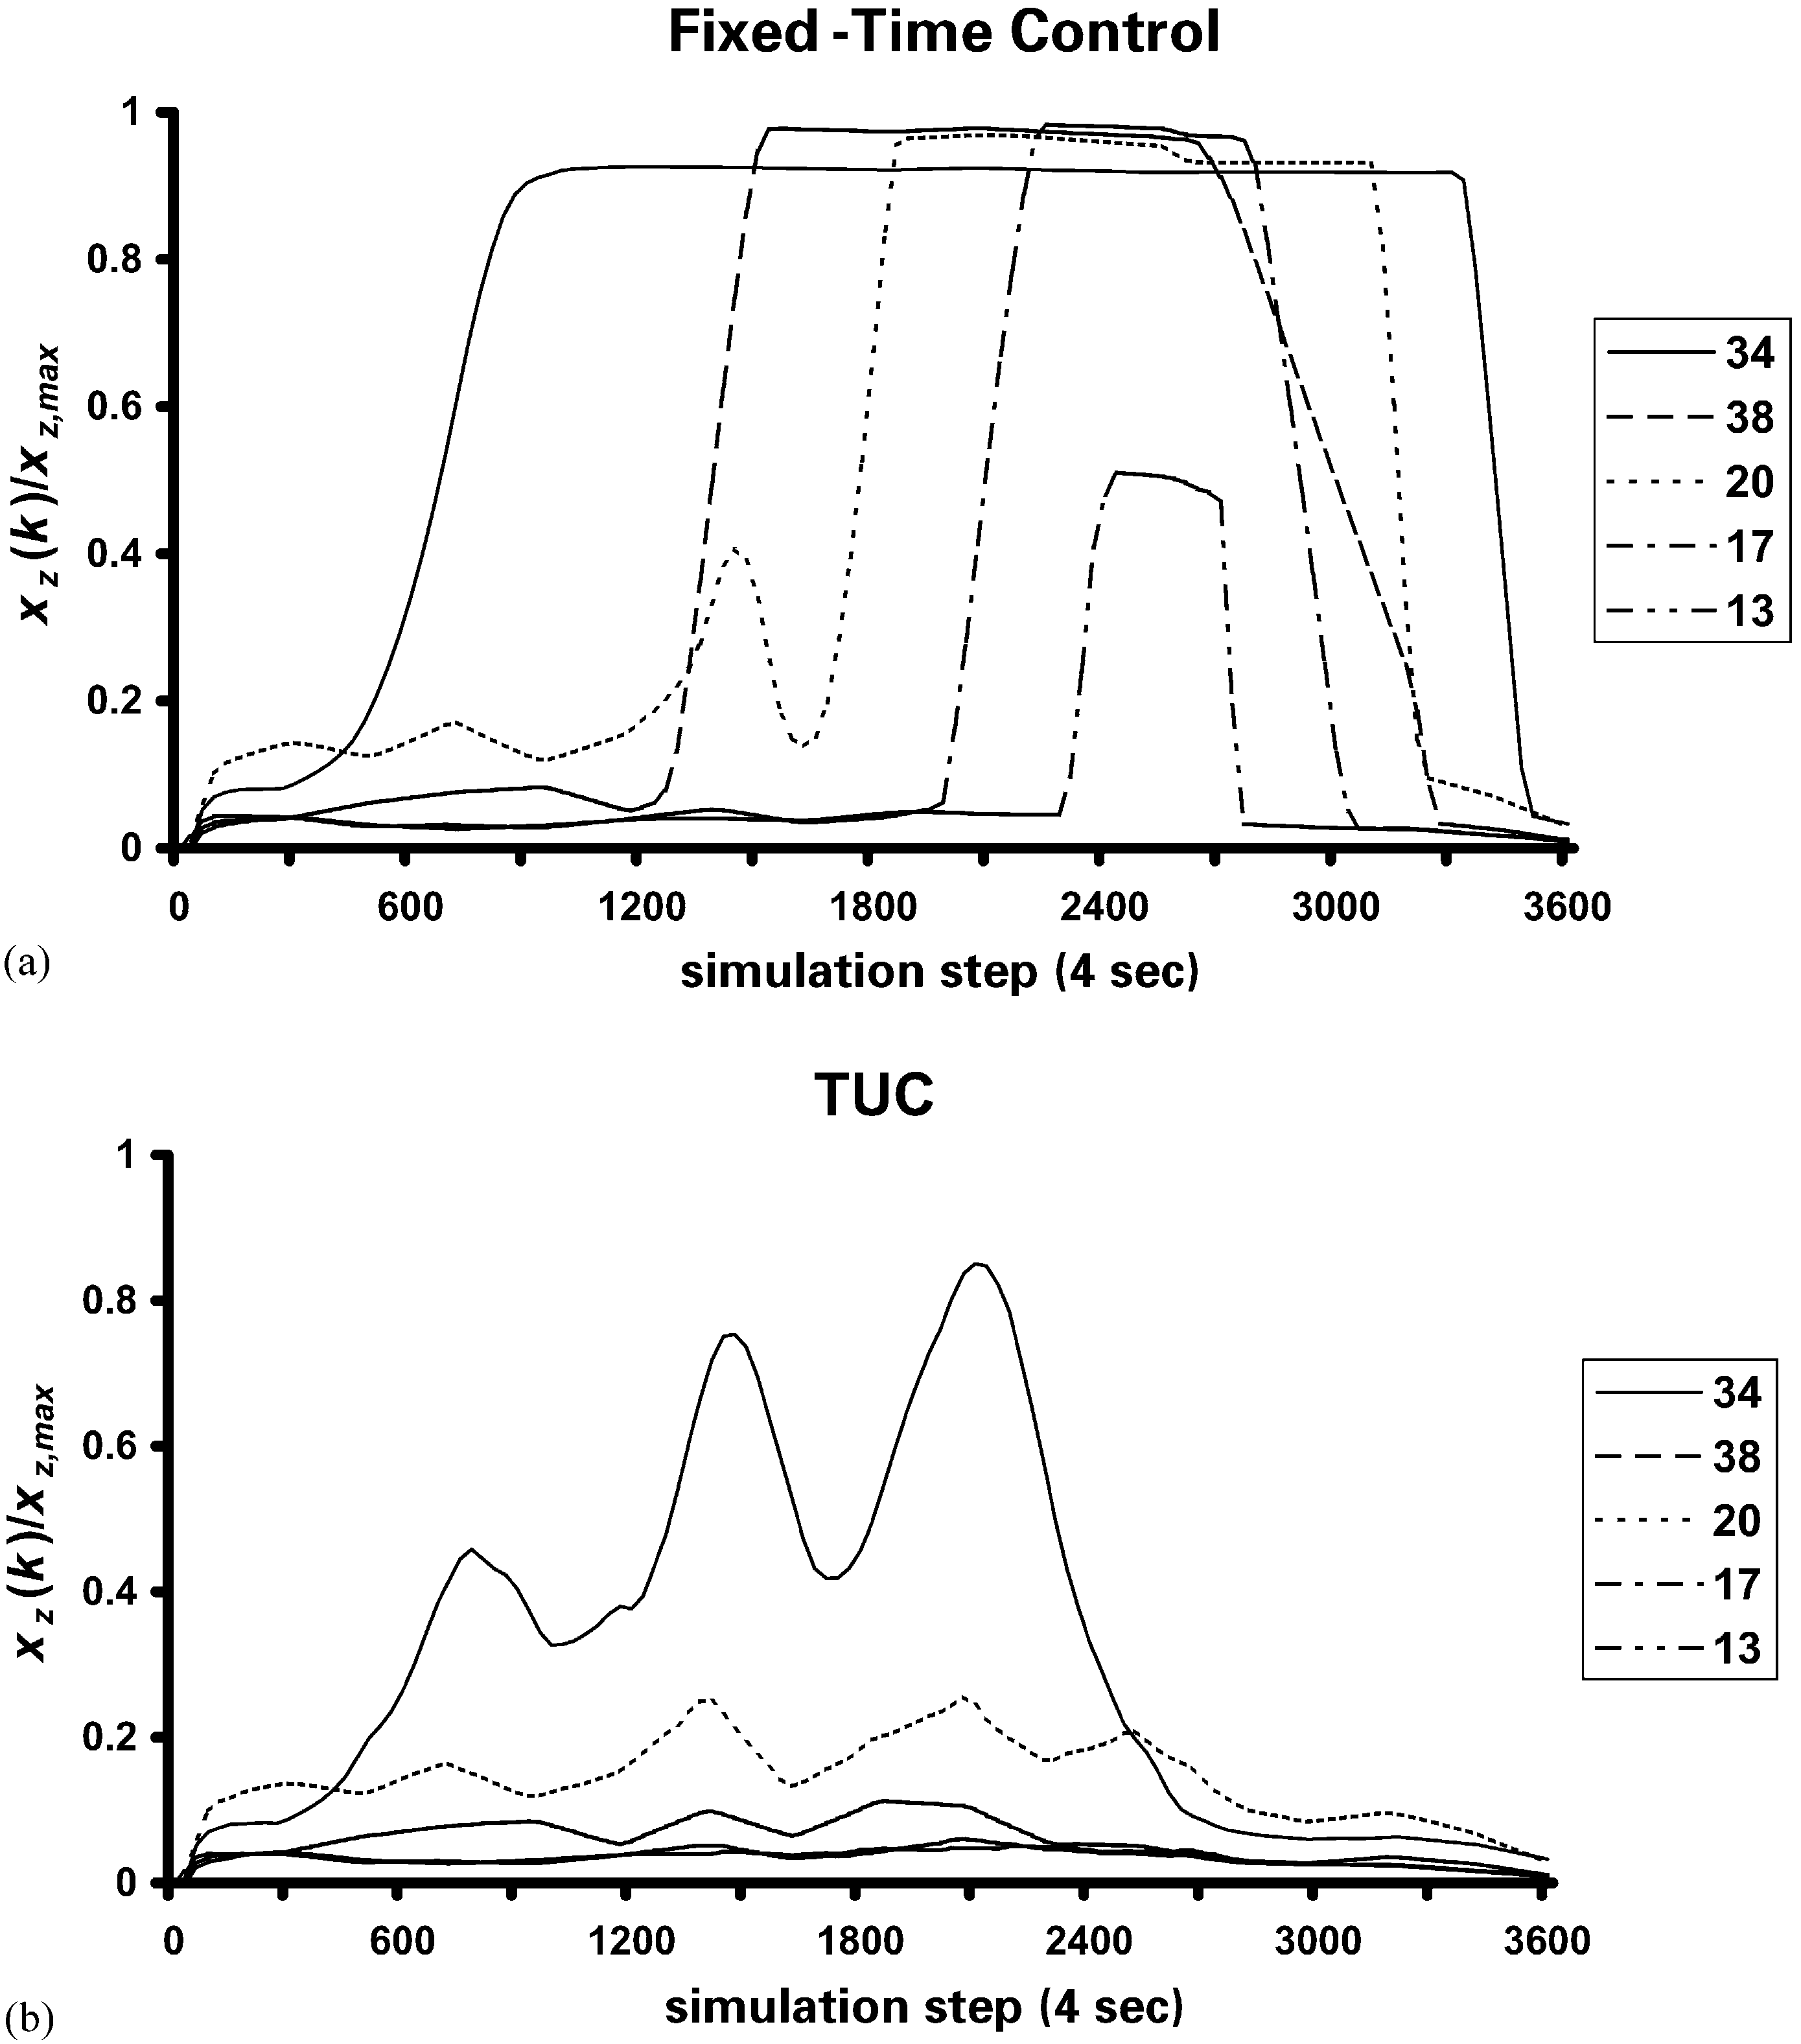 Fixed -Time Control
1
0.8
0.6
0.4
0.2
0
x z (k)/x z,max
0 600 1200 1800 2400 3000 3600
simulation step (4 sec)
34
38
20
17
13
(a)
TUC
1
0.8
0.6
0.4
0.2
0
x z (k)/x z,max
0 600 1200 1800 2400 3000 3600
simulation step (4 sec)
34
38
20
17
13
(b)